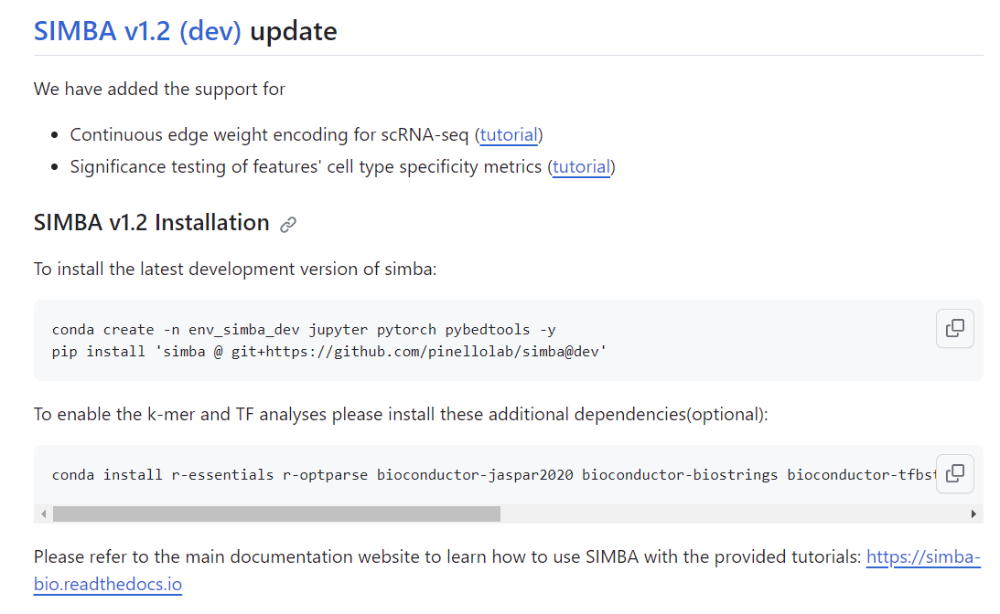 SIMBA v1.2 (dev) update
We have added the support for
Continuous edge weight encoding for scRNA-seq (tutorial)
Significance testing of features' cell type specificity metrics (tutorial)
SIMBA v1.2 Installation
To install the latest development version of simba:
conda create -n env_simba_dev jupyter pytorch pybedtools -y
pip install 'simba @ git+https://github.com/pinellolab/simba@dev'
To enable the k-mer and TF analyses please install these additional dependencies(optional):
conda install r-essentials r-optparse bioconductor-jaspar2020 bioconductor-biostrings
Please refer to the main documentation website to learn how to use SIMBA with the provided tutorials: https://simba-
bio.readthedocs.io